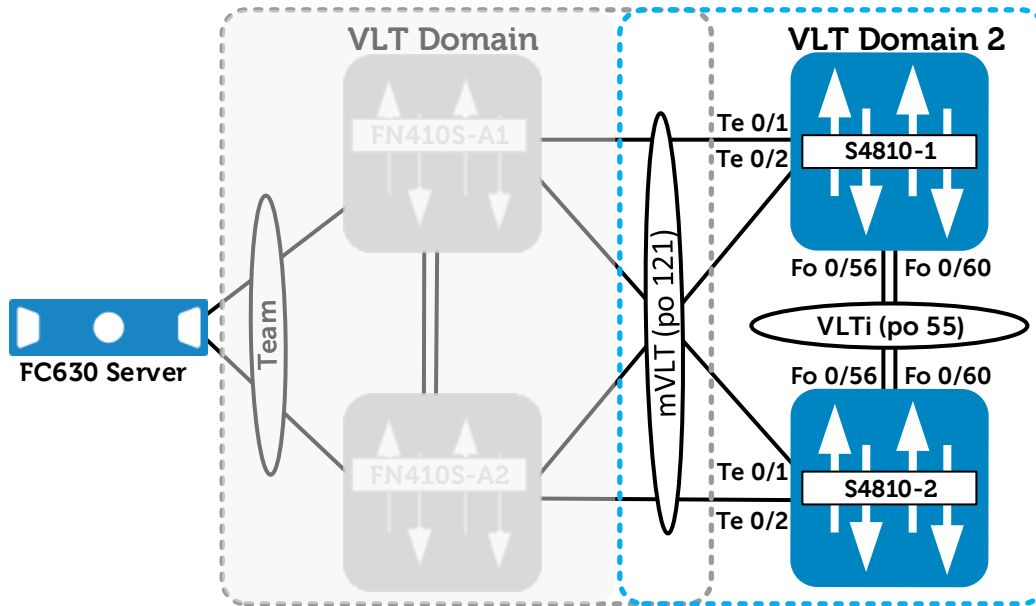 VLT Domain
VLT Domain 2
FN410S-A1
Te 0/1
Te 0/2
S4810-1
Fo 0/56
Fo 0/60
Team
mVLT (po 121)
VLTi (po 55)
FC630 Server
Fo 0/56
Fo 0/60
FN410S-A2
Te 0/1
Te 0/2
S4810-2